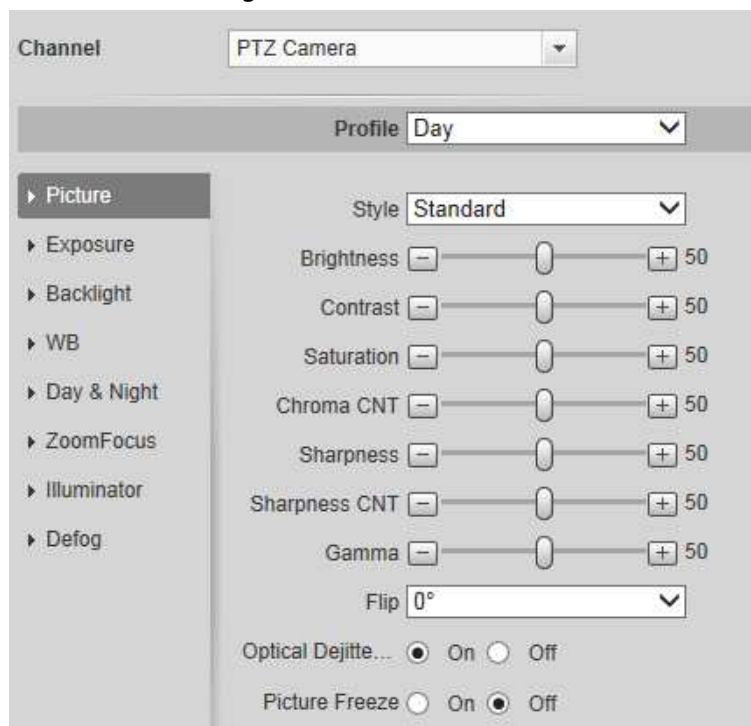 Channel PTZ Camera
Profile Day
Picture
Exposure
Backlight
WB
Day & Night
ZoomFocus
Illuminator
Defog
Style Standard
Brightness - + 50
Contrast - + 50
Saturation - + 50
Chroma CNT - + 50
Sharpness - + 50
Sharpness CNT - + 50
Gamma - + 50
Flip 0°
Optical Dejitte... On Off
Picture Freeze On Off